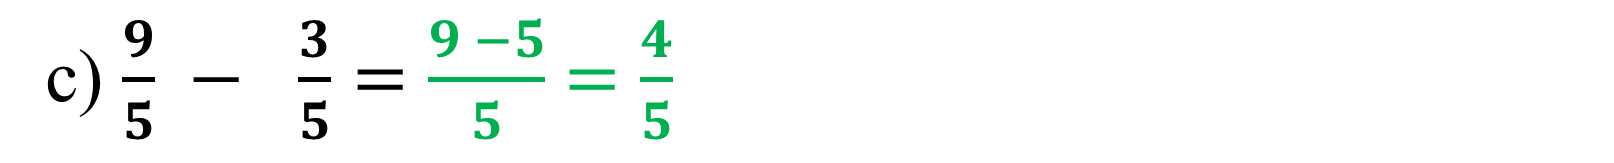 c) 9/5 − 3/5 = (9 − 5)/5 = 4/5